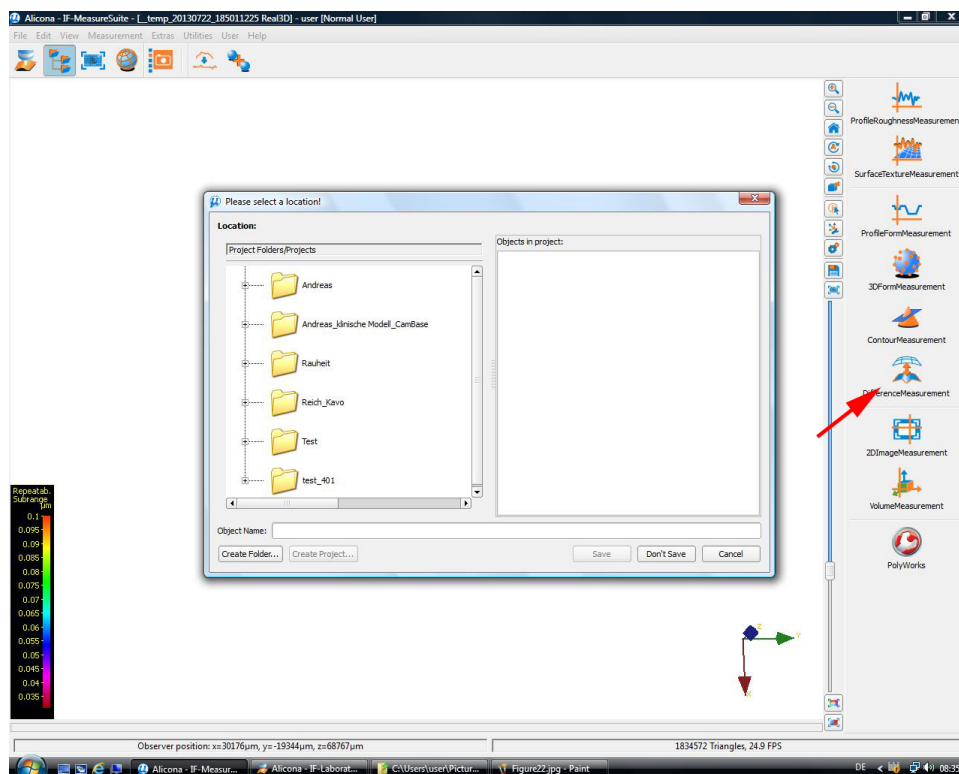 Alicona - IF-MeasureSuite - [__temp_20130722_185011225 Real3D] - user [Normal User]
File Edit View Measurement Extras Utilities User Help
ProfileRoughnessMeasuremen
SurfaceTextureMeasurement
ProfileFormMeasurement
3DFormMeasurement
ContourMeasurement
DifferenceMeasurement
2DImageMeasurement
VolumeMeasurement
PolyWorks
Please select a location!
Location:
Project Folders/Projects
Objects in project:
Andreas
Andreas_klinische Modell_CamBase
Rauheit
Reich_Kavo
Test
test_401
Object Name:
Create Folder... Create Project... Save Don't Save Cancel
Repeatab.
Subrange
µm
0.1
0.095
0.09
0.085
0.08
0.075
0.07
0.065
0.06
0.055
0.05
0.045
0.04
0.035
Z
Y
X
Observer position: x=30176µm, y=-19344µm, z=68767µm 1834572 Triangles, 24.9 FPS
Alicona - IF-Measur... Alicona - IF-Laborat... C:\Users\user\Pictur... Figure22.jpg - Paint DE 08:35